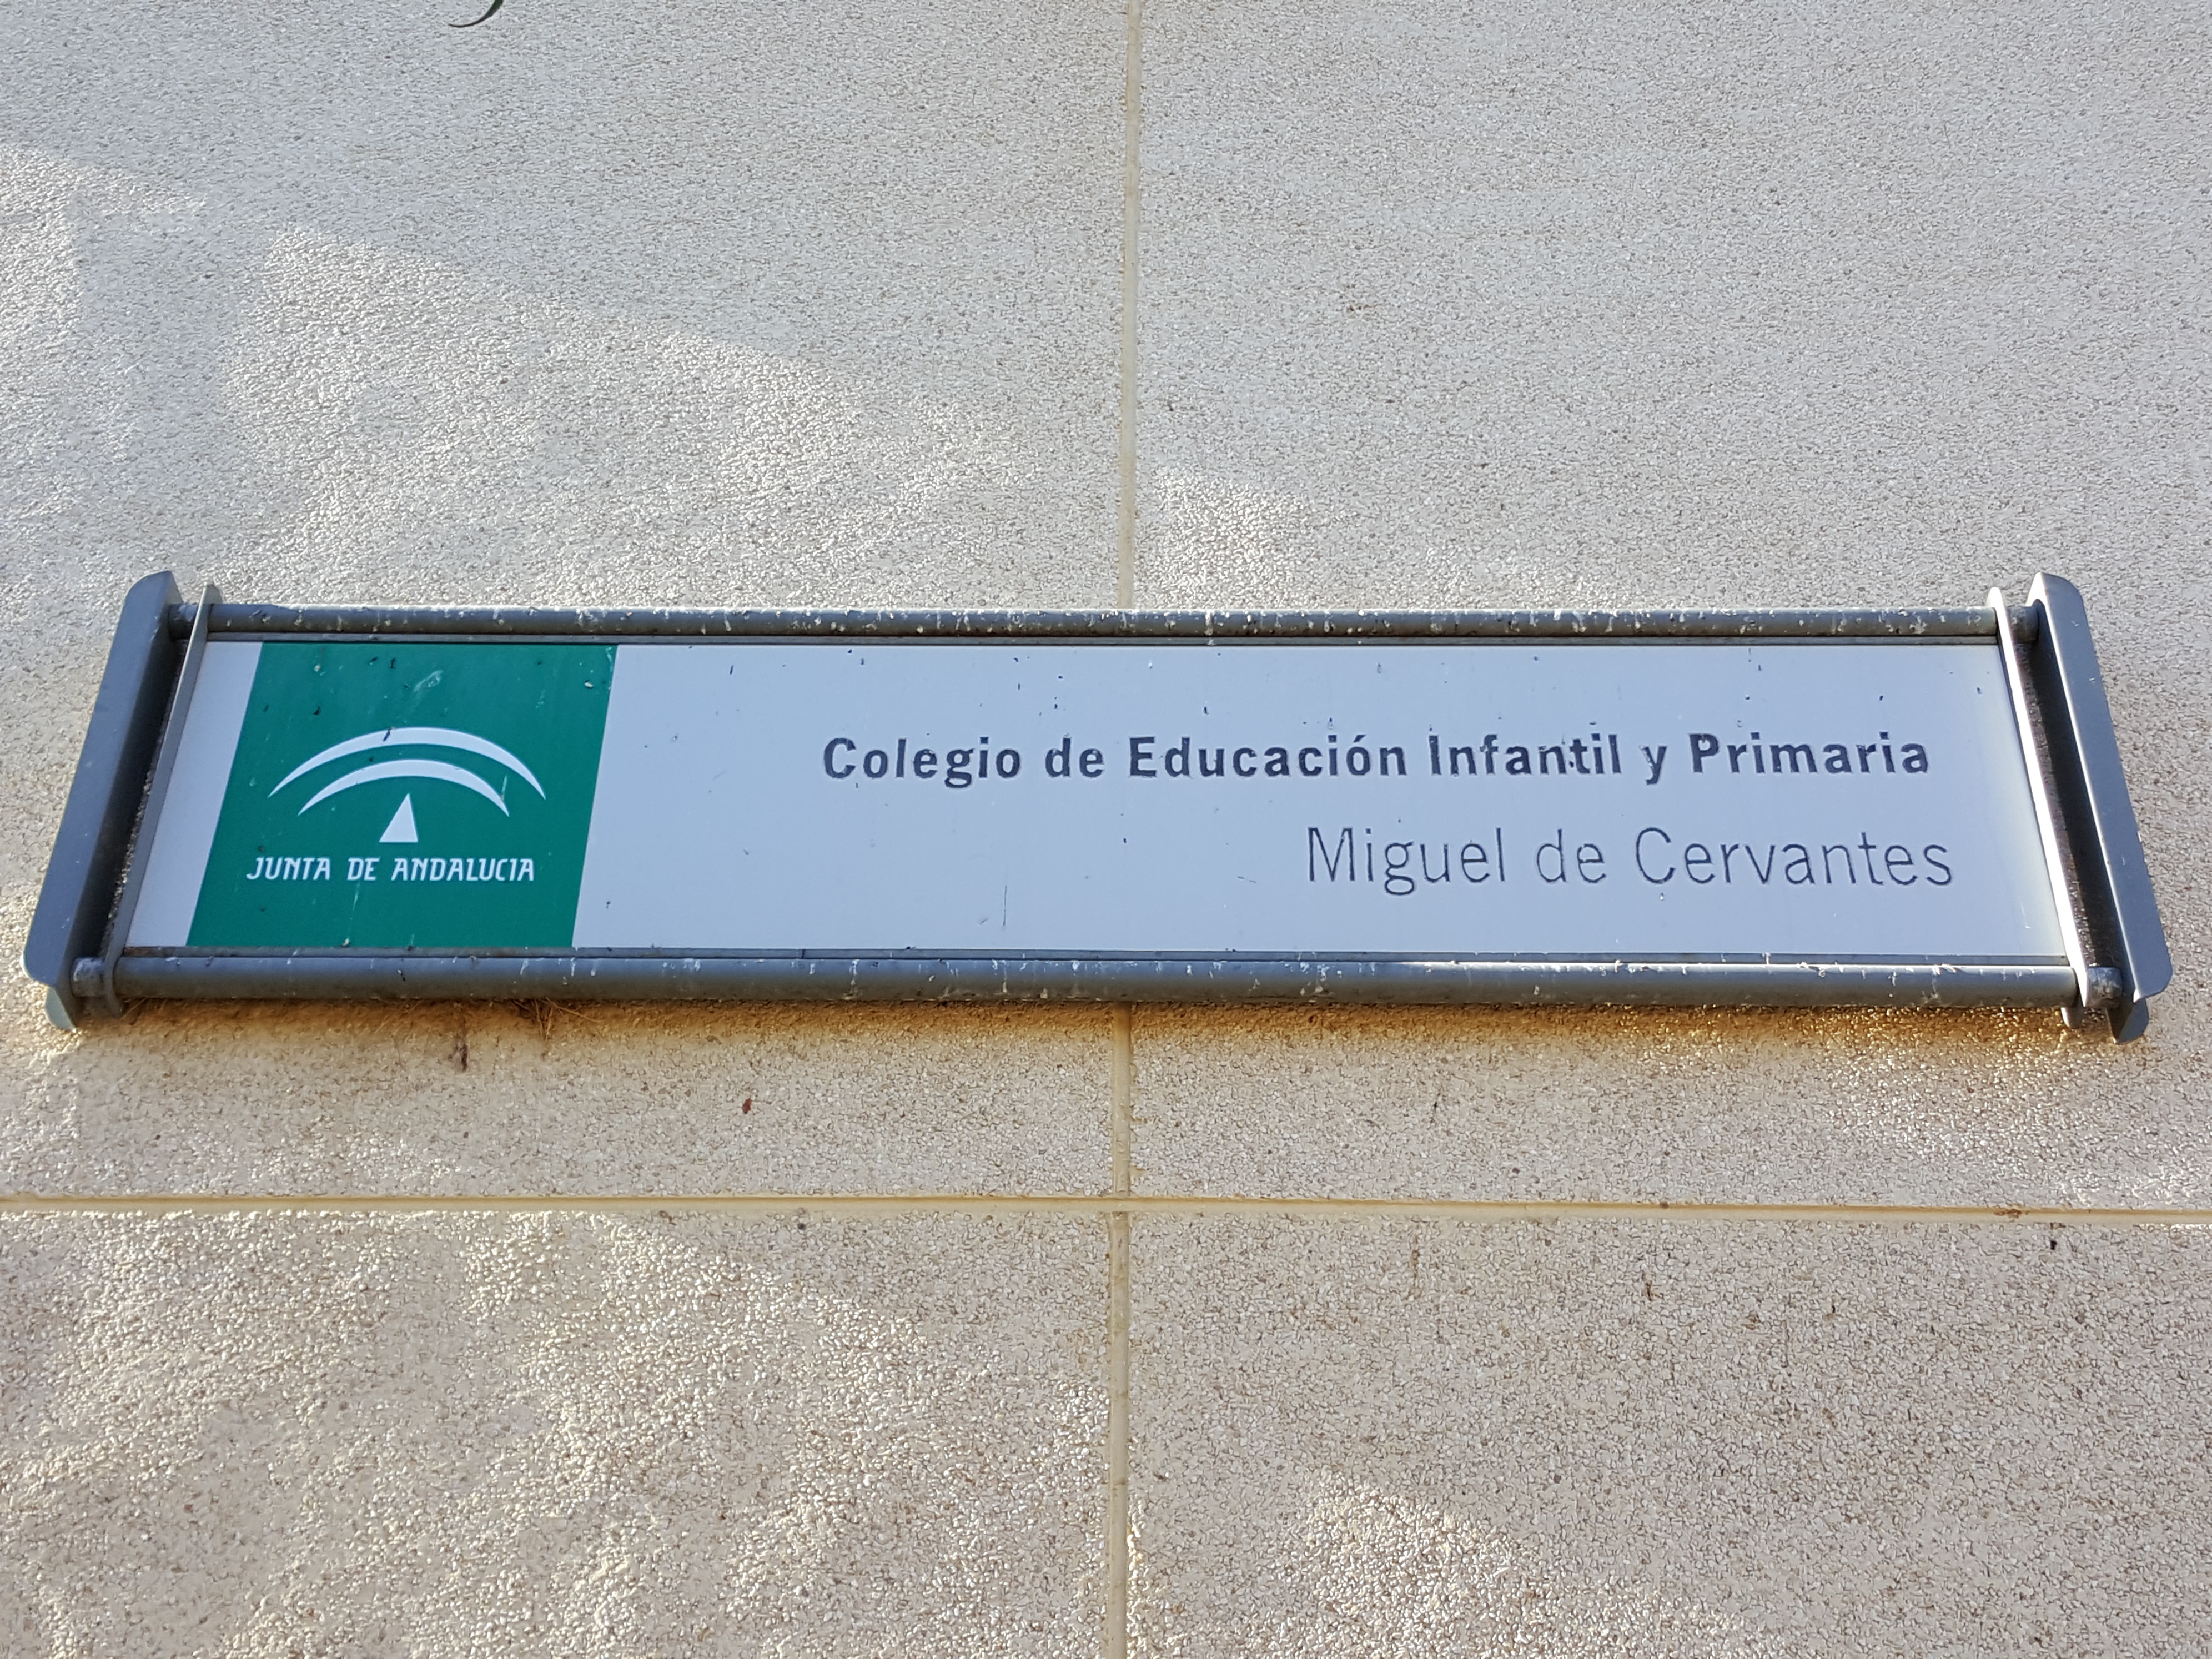 JUNTA DE ANDALUCIA
Colegio de Educación Infantil y Primaria
Miguel de Cervantes